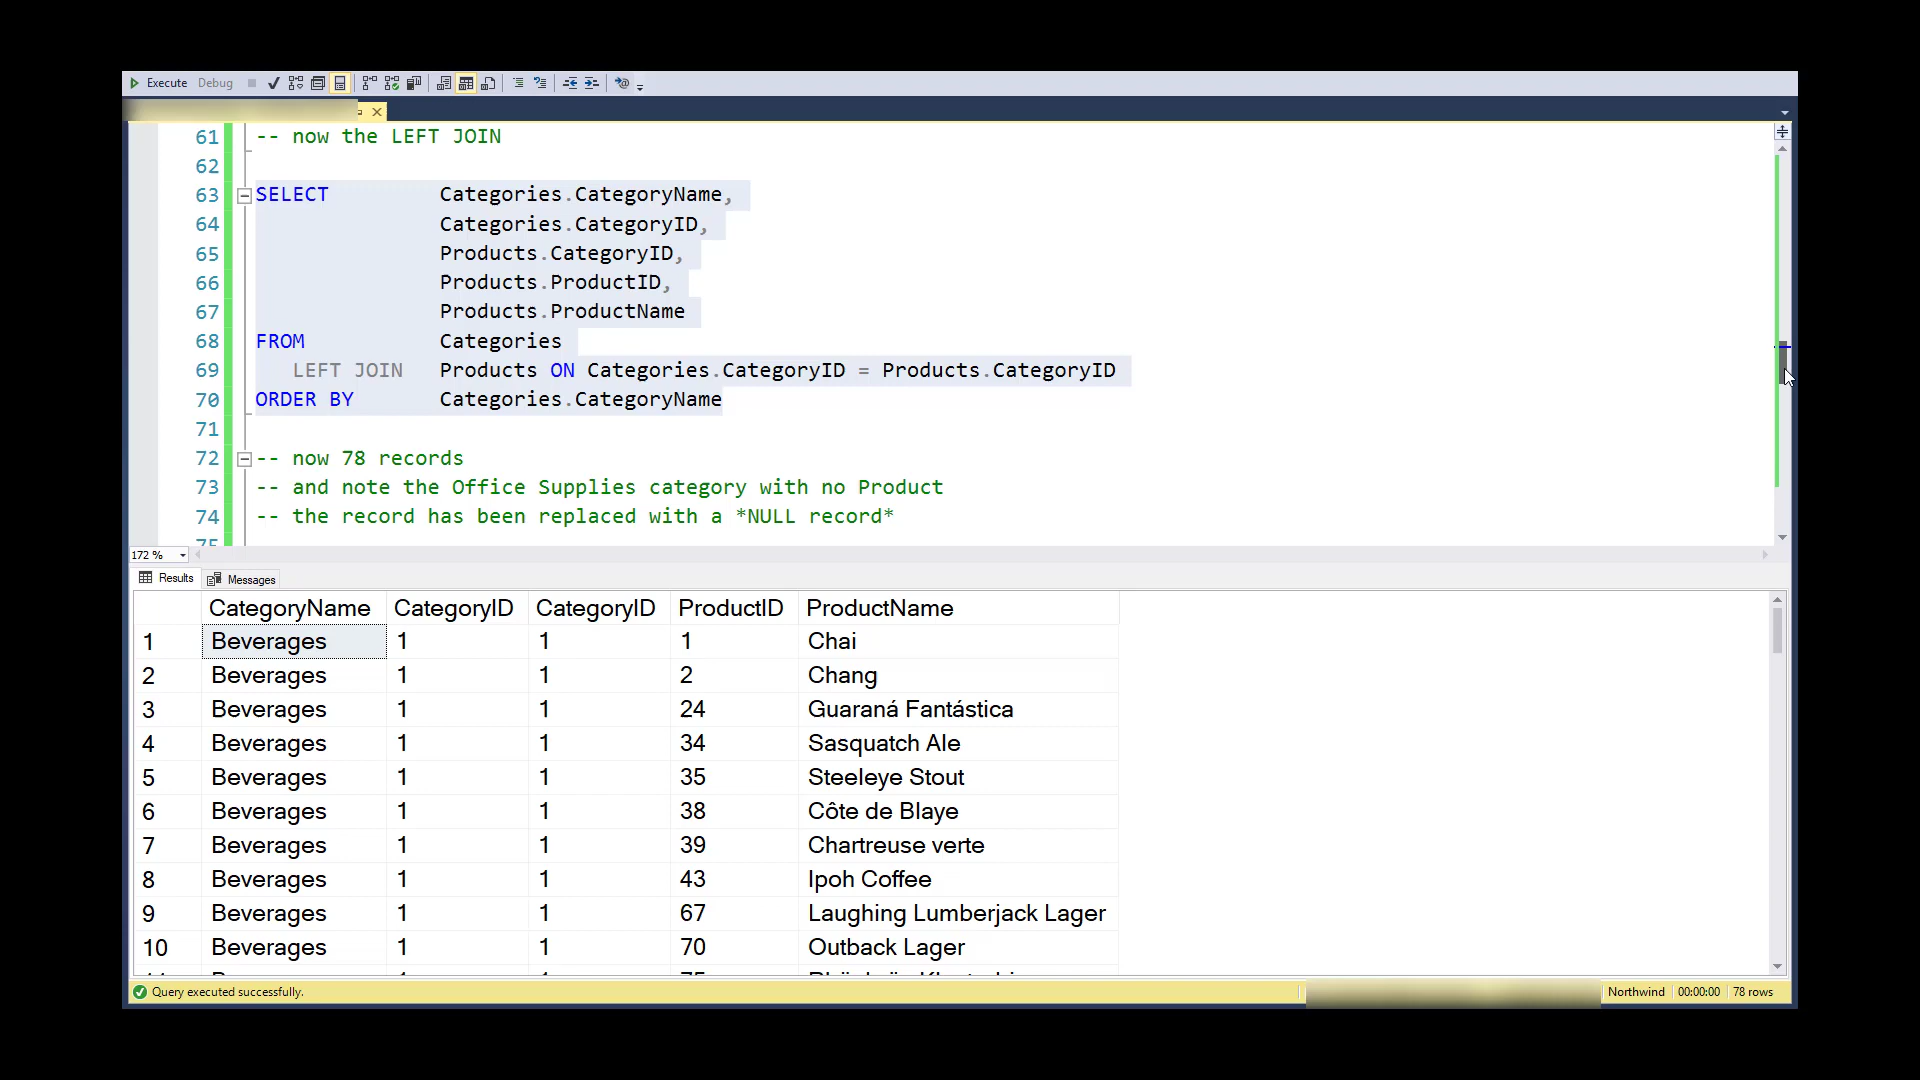 Execute Debug
61 -- now the LEFT JOIN
62
63 SELECT Categories.CategoryName,
64 Categories.CategoryID,
65 Products.CategoryID,
66 Products.ProductID,
67 Products.ProductName
68 FROM Categories
69 LEFT JOIN Products ON Categories.CategoryID = Products.CategoryID
70 ORDER BY Categories.CategoryName
71
72 -- now 78 records
73 -- and note the Office Supplies category with no Product
74 -- the record has been replaced with a *NULL record*
75
172 %
Results Messages
CategoryName CategoryID CategoryID ProductID ProductName
1 Beverages 1 1 1 Chai
2 Beverages 1 1 2 Chang
3 Beverages 1 1 24 Guaraná Fantástica
4 Beverages 1 1 34 Sasquatch Ale
5 Beverages 1 1 35 Steeleye Stout
6 Beverages 1 1 38 Côte de Blaye
7 Beverages 1 1 39 Chartreuse verte
8 Beverages 1 1 43 Ipoh Coffee
9 Beverages 1 1 67 Laughing Lumberjack Lager
10 Beverages 1 1 70 Outback Lager
Query executed successfully. Northwind 00:00:00 78 rows